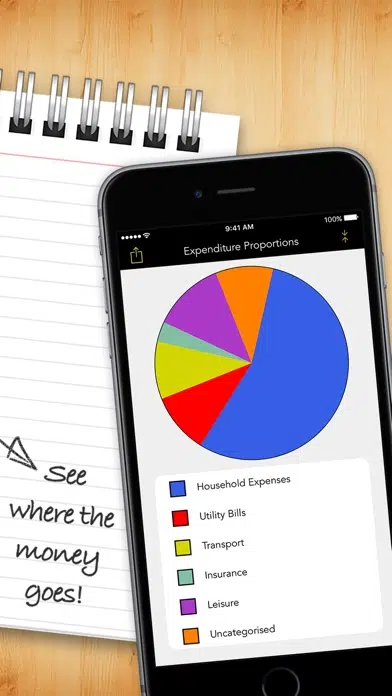 9:41 AM
100%
Expenditure Proportions
Household Expenses
Utility Bills
Transport
Insurance
Leisure
Uncategorised
See
where the
money
goes!